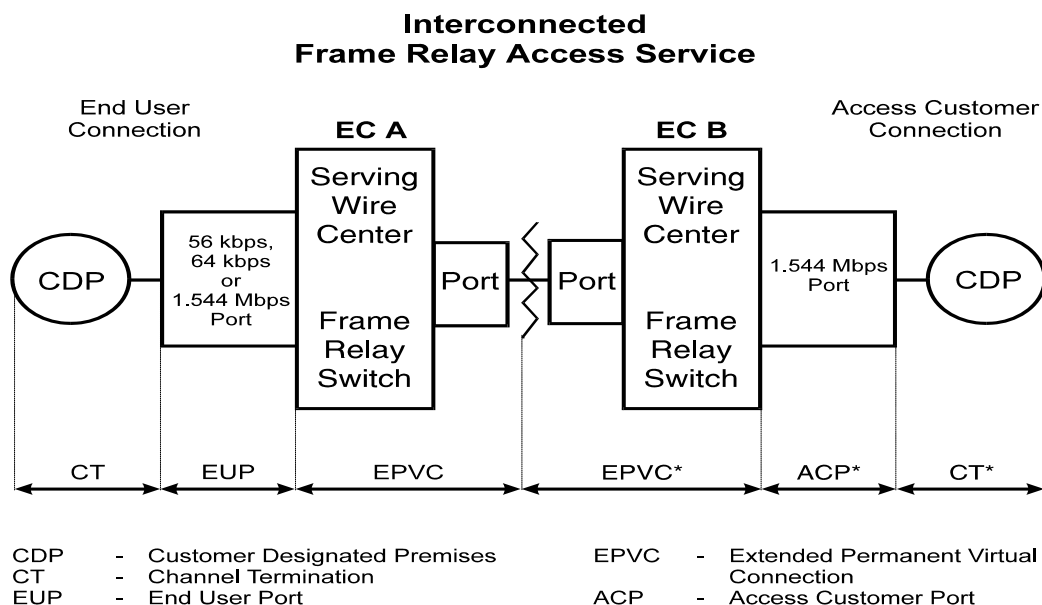 Interconnected
Frame Relay Access Service
End User
Connection
EC A
EC B
Access Customer
Connection
CDP
56 kbps,
64 kbps
or
1.544 Mbps
Port
Serving
Wire
Center
Frame
Relay
Switch
Port
Port
Serving
Wire
Center
Frame
Relay
Switch
1.544 Mbps
Port
CDP
CT
EUP
EPVC
EPVC*
ACP*
CT*
CDP - Customer Designated Premises
CT - Channel Termination
EUP - End User Port
EPVC - Extended Permanent Virtual
Connection
ACP - Access Customer Port